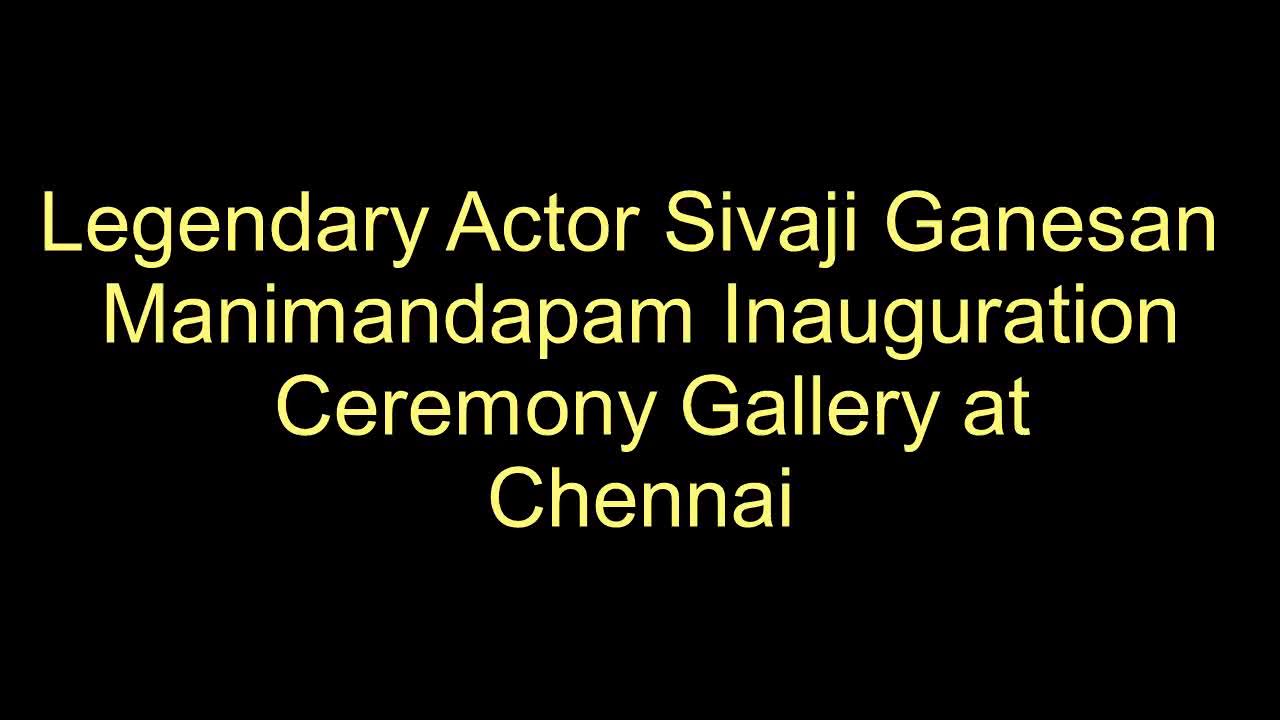 Legendary Actor Sivaji Ganesan
Manimandapam Inauguration
Ceremony Gallery at
Chennai